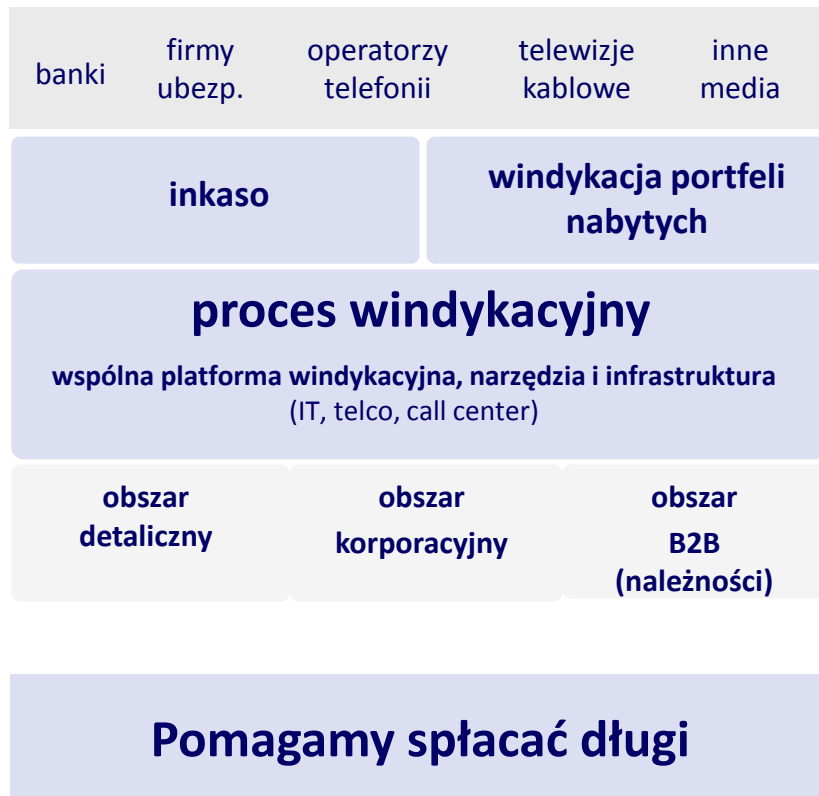 banki
firmy
ubezp.
operatorzy
telefonii
telewizje
kablowe
inne
media
inkaso
windykacja portfeli
nabytych
proces windykacyjny
wspólna platforma windykacyjna, narzędzia i infrastruktura
(IT, telco, call center)
obszar
detaliczny
obszar
korporacyjny
obszar
B2B
(należności)
Pomagamy spłacać długi